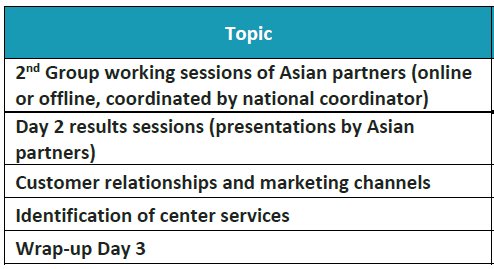 Topic
2nd Group working sessions of Asian partners (online
or offline, coordinated by national coordinator)
Day 2 results sessions (presentations by Asian
partners)
Customer relationships and marketing channels
Identification of center services
Wrap-up Day 3